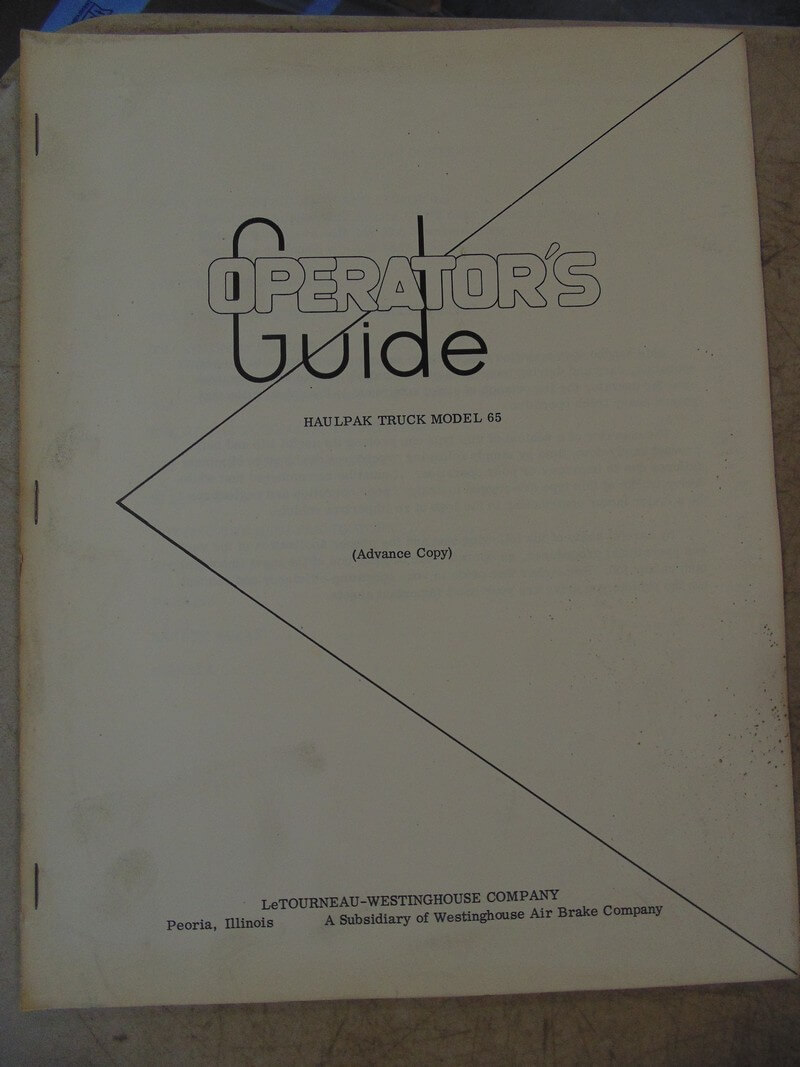 OPERATOR'S
Guide
HAULPAK TRUCK MODEL 65
(Advance Copy)
LeTOURNEAU-WESTINGHOUSE COMPANY
Peoria, Illinois A Subsidiary of Westinghouse Air Brake Company